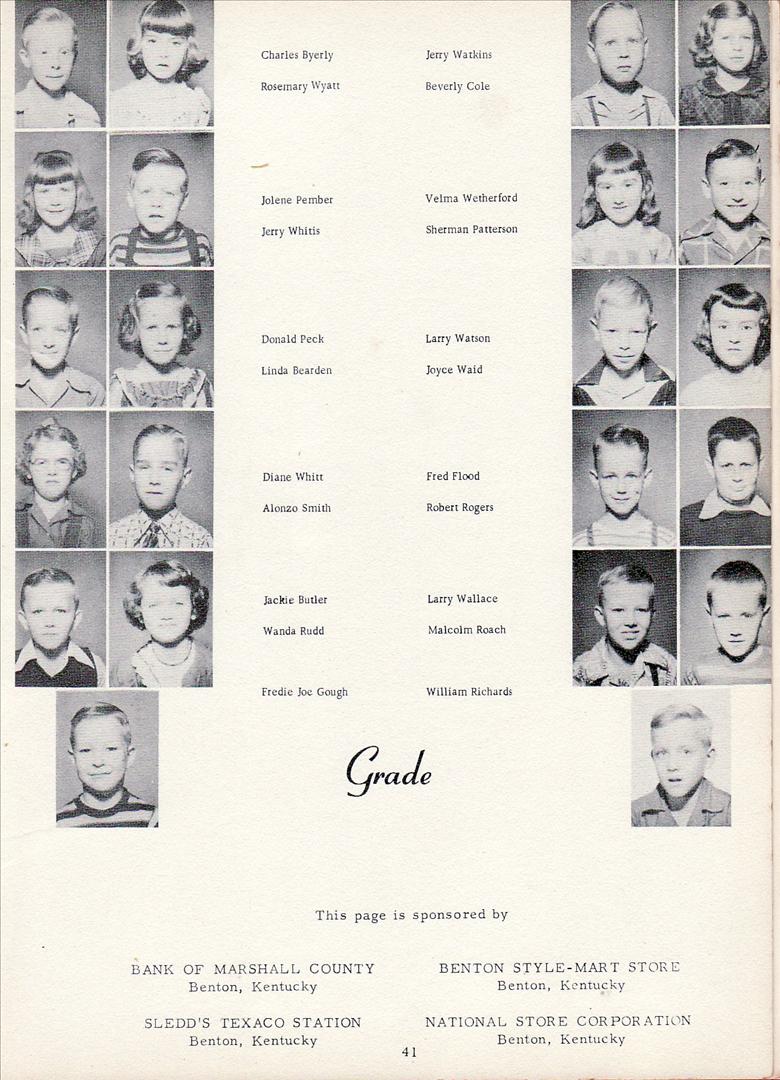 Charles Byerly Jerry Watkins
Rosemary Wyatt Beverly Cole
Jolene Pember Velma Wetherford
Jerry Whitis Sherman Patterson
Donald Peck Larry Watson
Linda Bearden Joyce Waid
Diane Whitt Fred Flood
Alonzo Smith Robert Rogers
Jackie Butler Larry Wallace
Wanda Rudd Malcolm Roach
Fredie Joe Gough William Richards
Grade
This page is sponsored by
BANK OF MARSHALL COUNTY BENTON STYLE-MART STORE
Benton, Kentucky Benton, Kentucky
SLEDD'S TEXACO STATION NATIONAL STORE CORPORATION
Benton, Kentucky Benton, Kentucky
41